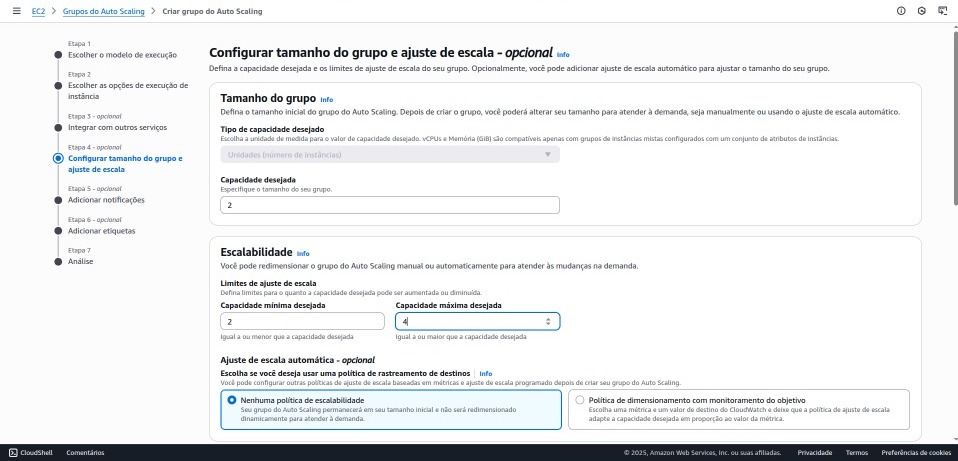 EC2 > Grupos do Auto Scaling > Criar grupo do Auto Scaling
Etapa 1
Escolher o modelo de execução
Etapa 2
Escolher as opções de execução de
instância
Etapa 3 - opcional
Integrar com outros serviços
Etapa 4 - opcional
Configurar tamanho do grupo e
ajuste de escala
Etapa 5 - opcional
Adicionar notificações
Etapa 6 - opcional
Adicionar etiquetas
Etapa 7
Análise
Configurar tamanho do grupo e ajuste de escala - opcional Info
Defina a capacidade desejada e os limites de ajuste de escala do seu grupo. Opcionalmente, você pode adicionar ajuste de escala automático para ajustar o tamanho do grupo.
Tamanho do grupo Info
Defina o tamanho inicial do grupo do Auto Scaling. Depois de criar o grupo, você poderá alterar seu tamanho para atender à demanda, seja manualmente ou usando o ajuste de escala automático.
Tipo de capacidade desejado
Escolha a unidade de medida para o valor de capacidade desejado. vCPUs e Memória (GiB) são compatíveis apenas com grupos de instâncias mistas configurados com um conjunto de atributos de instâncias.
Unidades (número de instâncias)
Capacidade desejada
Especifique o tamanho do seu grupo.
2
Escalabilidade Info
Você pode redimensionar o grupo do Auto Scaling manual ou automaticamente para atender às mudanças na demanda.
Limites de ajuste de escala
Defina limites para o quanto a capacidade desejada pode ser aumentada ou diminuída.
Capacidade mínima desejada
2
Igual a ou menor que a capacidade desejada
Capacidade máxima desejada
4
Igual a ou maior que a capacidade desejada
Ajuste de escala automática - opcional
Escolha se você deseja usar uma política de rastreamento de destinos | Info
Você pode configurar outras políticas de ajuste de escala baseadas em métricas e ajuste de escala programado depois de criar seu grupo do Auto Scaling.
Nenhuma política de escalabilidade
Seu grupo do Auto Scaling permanecerá em seu tamanho inicial e não será redimensionado
dinamicamente para atender à demanda.
Política de dimensionamento com monitoramento do objetivo
Escolha uma métrica e um valor de destino do CloudWatch e deixe que a política de ajuste de escala
adapte a capacidade desejada em proporção ao valor da métrica.
CloudShell Comentários © 2025, Amazon Web Services, Inc. ou suas afiliadas. Privacidade Termos Preferências de cookies